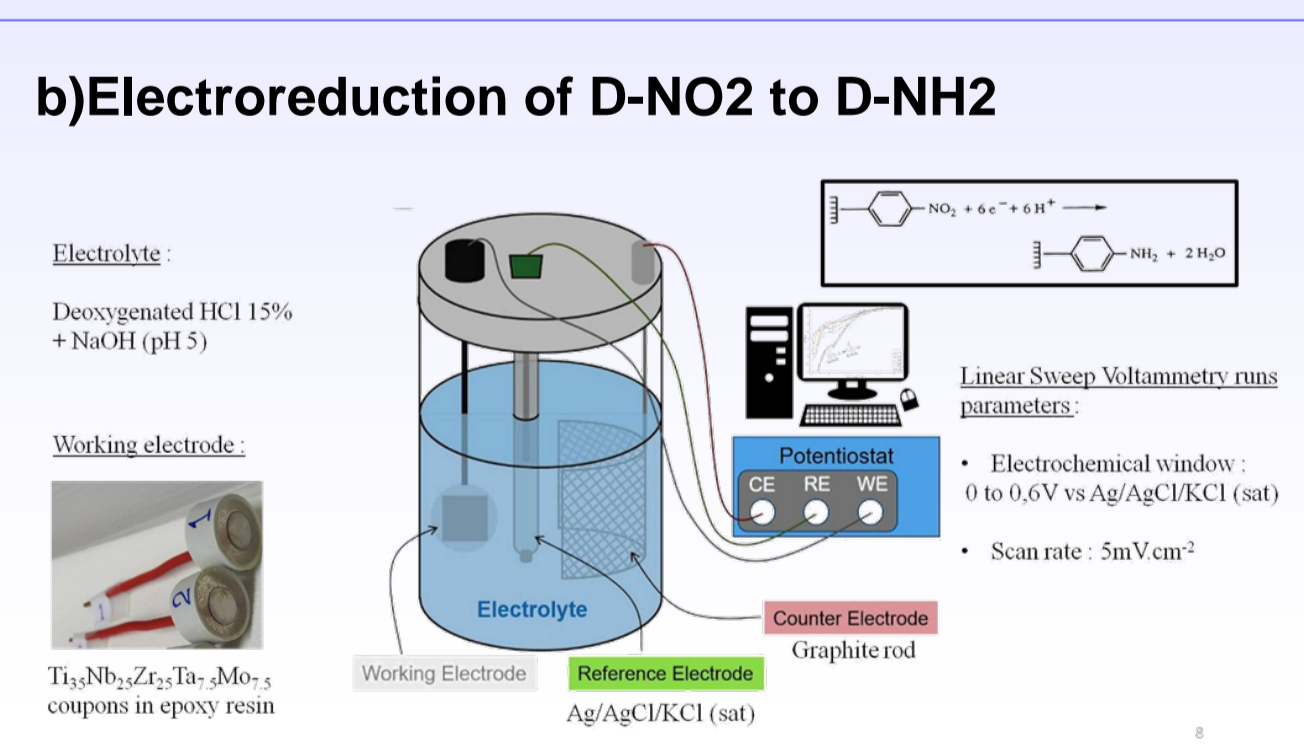 b)Electroreduction of D-NO2 to D-NH2
NO₂ + 6 e⁻ + 6 H⁺
NH₂ + 2 H₂O
Electrolyte :
Deoxygenated HCl 15%
+ NaOH (pH 5)
Working electrode :
1
2
1
2
Ti₃₅Nb₂₅Zr₂₅Ta₇.₅Mo₇.₅
coupons in epoxy resin
Electrolyte
Working Electrode
Reference Electrode
Ag/AgCl/KCl (sat)
Counter Electrode
Graphite rod
Potentiostat
CE RE WE
Linear Sweep Voltammetry runs
parameters :
• Electrochemical window :
0 to 0,6V vs Ag/AgCl/KCl (sat)
• Scan rate : 5mV.cm⁻²
8